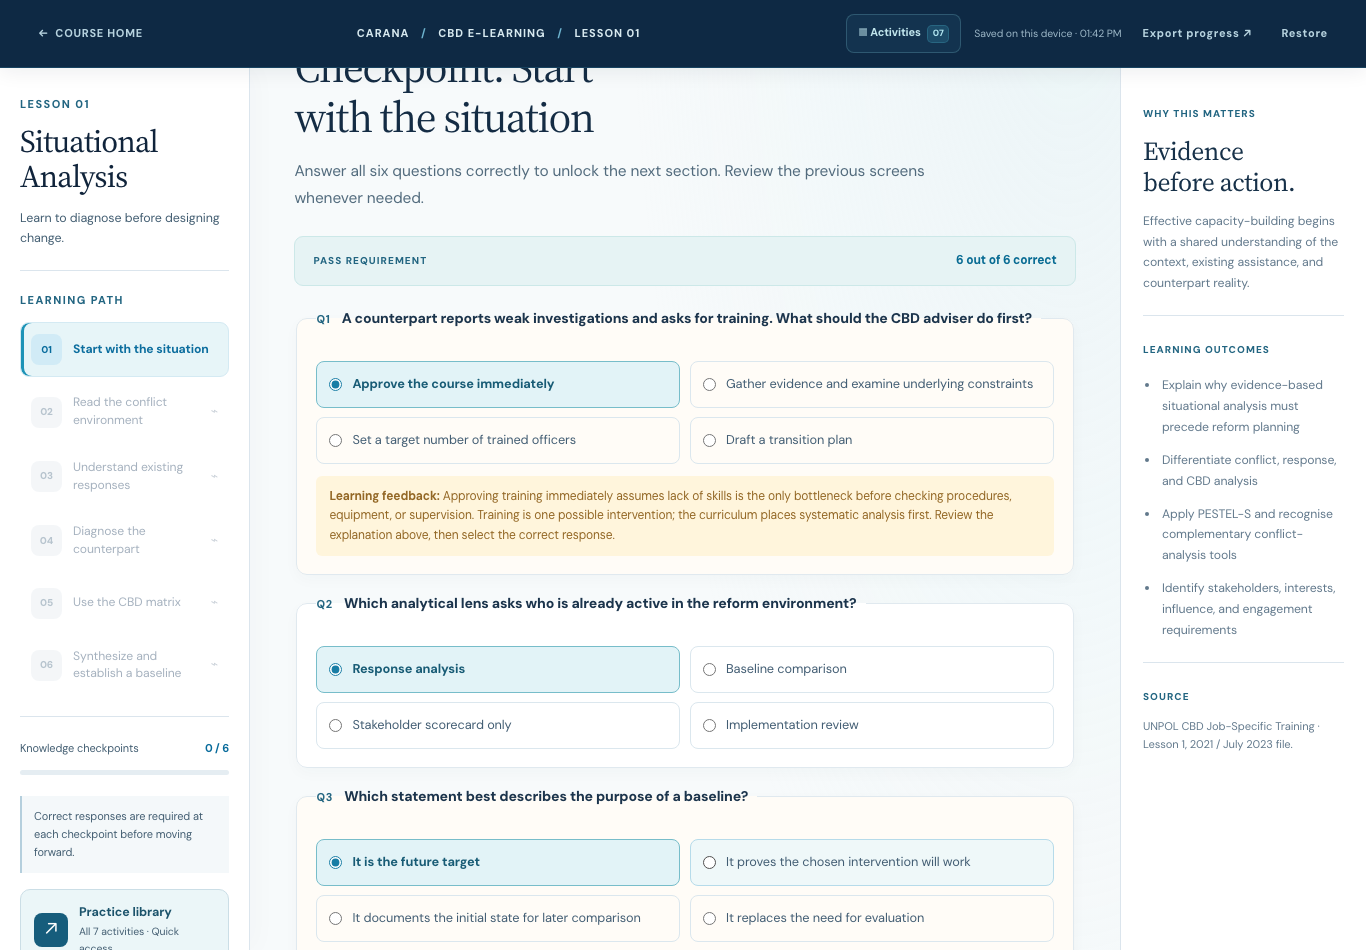 ← COURSE HOME
CARANA / CBD E-LEARNING / LESSON 01
Activities 07
Saved on this device · 01:42 PM
Export progress ↗
Restore
LESSON 01
Situational
Analysis
Learn to diagnose before designing
change.
LEARNING PATH
01 Start with the situation
02 Read the conflict
environment
03 Understand existing
responses
04 Diagnose the
counterpart
05 Use the CBD matrix
06 Synthesize and
establish a baseline
Knowledge checkpoints 0 / 6
Correct responses are required at
each checkpoint before moving
forward.
↗ Practice library
All 7 activities · Quick
access
Checkpoint: Start
with the situation
Answer all six questions correctly to unlock the next section. Review the previous screens
whenever needed.
PASS REQUIREMENT 6 out of 6 correct
Q1 A counterpart reports weak investigations and asks for training. What should the CBD adviser do first?
Approve the course immediately
Gather evidence and examine underlying constraints
Set a target number of trained officers
Draft a transition plan
Learning feedback: Approving training immediately assumes lack of skills is the only bottleneck before checking procedures,
equipment, or supervision. Training is one possible intervention; the curriculum places systematic analysis first. Review the
explanation above, then select the correct response.
Q2 Which analytical lens asks who is already active in the reform environment?
Response analysis
Baseline comparison
Stakeholder scorecard only
Implementation review
Q3 Which statement best describes the purpose of a baseline?
It is the future target
It proves the chosen intervention will work
It documents the initial state for later comparison
It replaces the need for evaluation
WHY THIS MATTERS
Evidence
before action.
Effective capacity-building begins
with a shared understanding of the
context, existing assistance, and
counterpart reality.
LEARNING OUTCOMES
• Explain why evidence-based
situational analysis must
precede reform planning
• Differentiate conflict, response,
and CBD analysis
• Apply PESTEL-S and recognise
complementary conflict-
analysis tools
• Identify stakeholders, interests,
influence, and engagement
requirements
SOURCE
UNPOL CBD Job-Specific Training ·
Lesson 1, 2021 / July 2023 file.